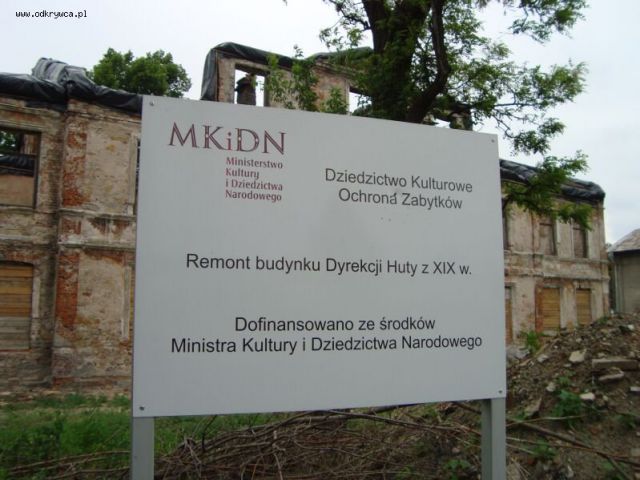 www.odkrywca.pl
MKiDN
Ministerstwo
Kultury
i Dziedzictwa
Narodowego
Dziedzictwo Kulturowe
Ochrona Zabytków
Remont budynku Dyrekcji Huty z XIX w.
Dofinansowano ze środków
Ministra Kultury i Dziedzictwa Narodowego